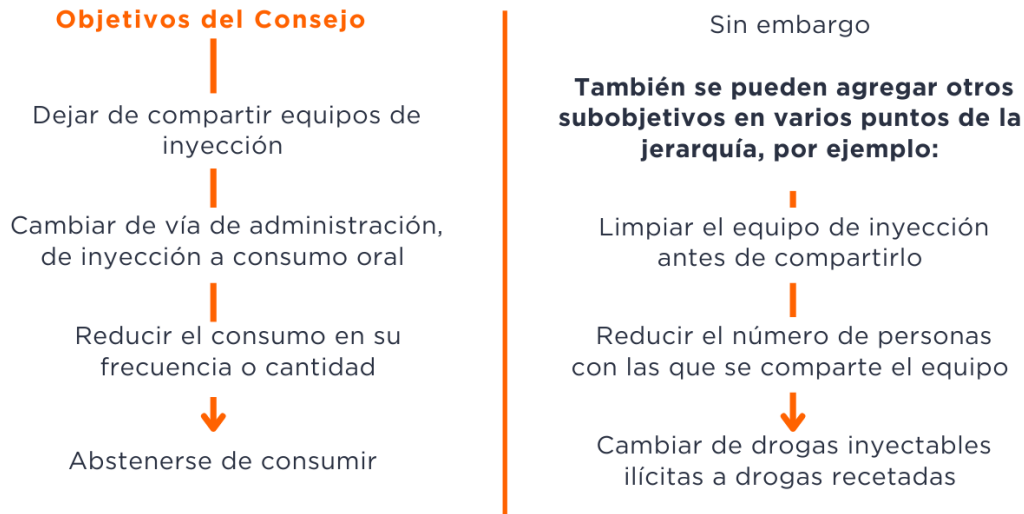 Objetivos del Consejo
Dejar de compartir equipos de
inyección
Cambiar de vía de administración,
de inyección a consumo oral
Reducir el consumo en su
frecuencia o cantidad
Abstenerse de consumir
Sin embargo
También se pueden agregar otros
subobjetivos en varios puntos de la
jerarquía, por ejemplo:
Limpiar el equipo de inyección
antes de compartirlo
Reducir el número de personas
con las que se comparte el equipo
Cambiar de drogas inyectables
ilícitas a drogas recetadas